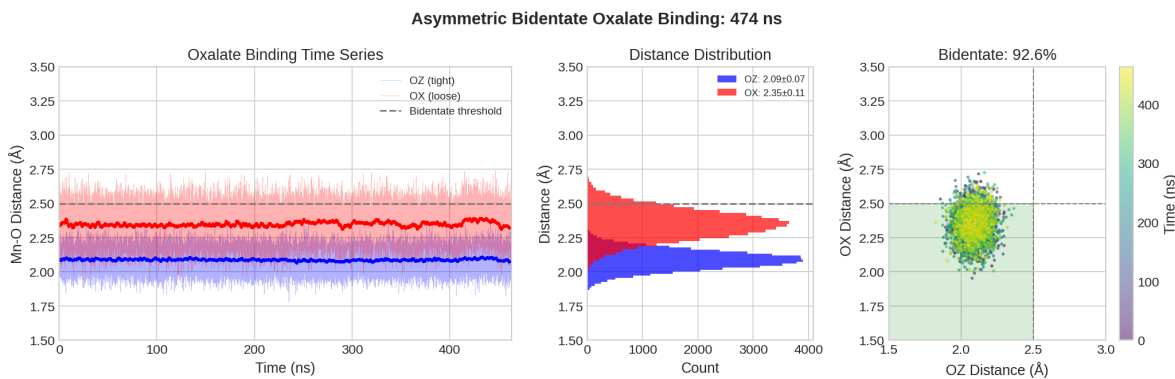 Asymmetric Bidentate Oxalate Binding: 474 ns
Oxalate Binding Time Series
3.50
3.25
3.00
2.75
2.50
2.25
2.00
1.75
1.50
Mn-O Distance (Å)
OZ (tight)
OX (loose)
Bidentate threshold
0
100
200
300
400
Time (ns)
Distance Distribution
3.50
3.25
3.00
2.75
2.50
2.25
2.00
1.75
1.50
Distance (Å)
OZ: 2.09±0.07
OX: 2.35±0.11
0
1000
2000
3000
4000
Count
Bidentate: 92.6%
3.50
3.25
3.00
2.75
2.50
2.25
2.00
1.75
1.50
OX Distance (Å)
1.5
2.0
2.5
3.0
OZ Distance (Å)
400
300
200
100
0
Time (ns)